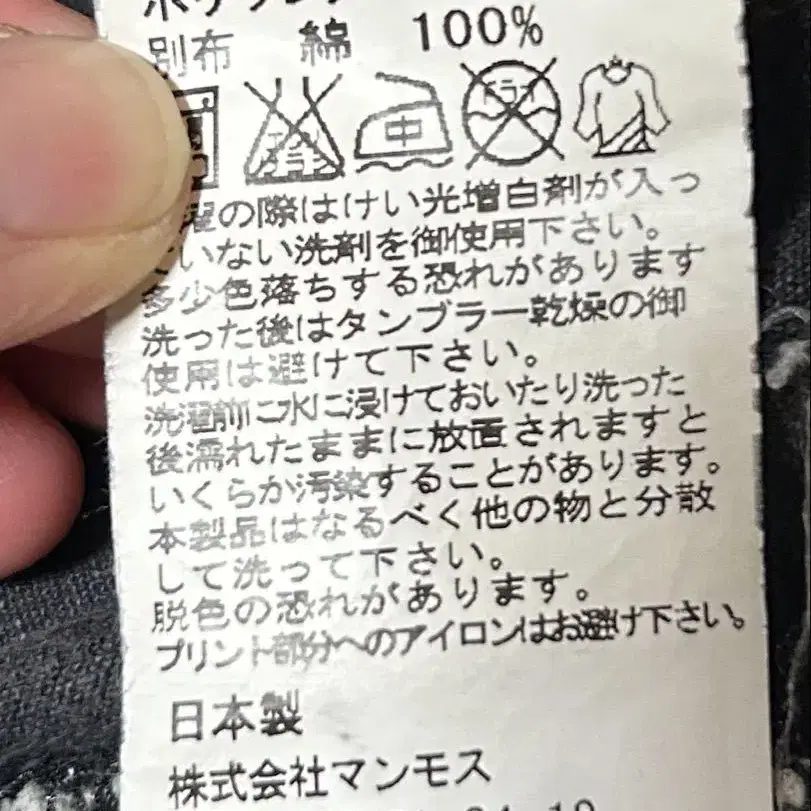 別布 綿 100%
中 ドライ
の際はけい光増白剤が入っ
いない洗剤を御使用下さい。
多少色落ちする恐れがあります
洗った後はタンブラー乾燥の御
使用は避けて下さい。
洗濯前に水に浸けておいたり洗った
後濡れたままに放置されますと
いくらか汚染することがあります。
本製品はなるべく他の物と分散
して洗って下さい。
脱色の恐れがあります。
プリント部分へのアイロンはお避け下さい。
日本製
株式会社マンモス